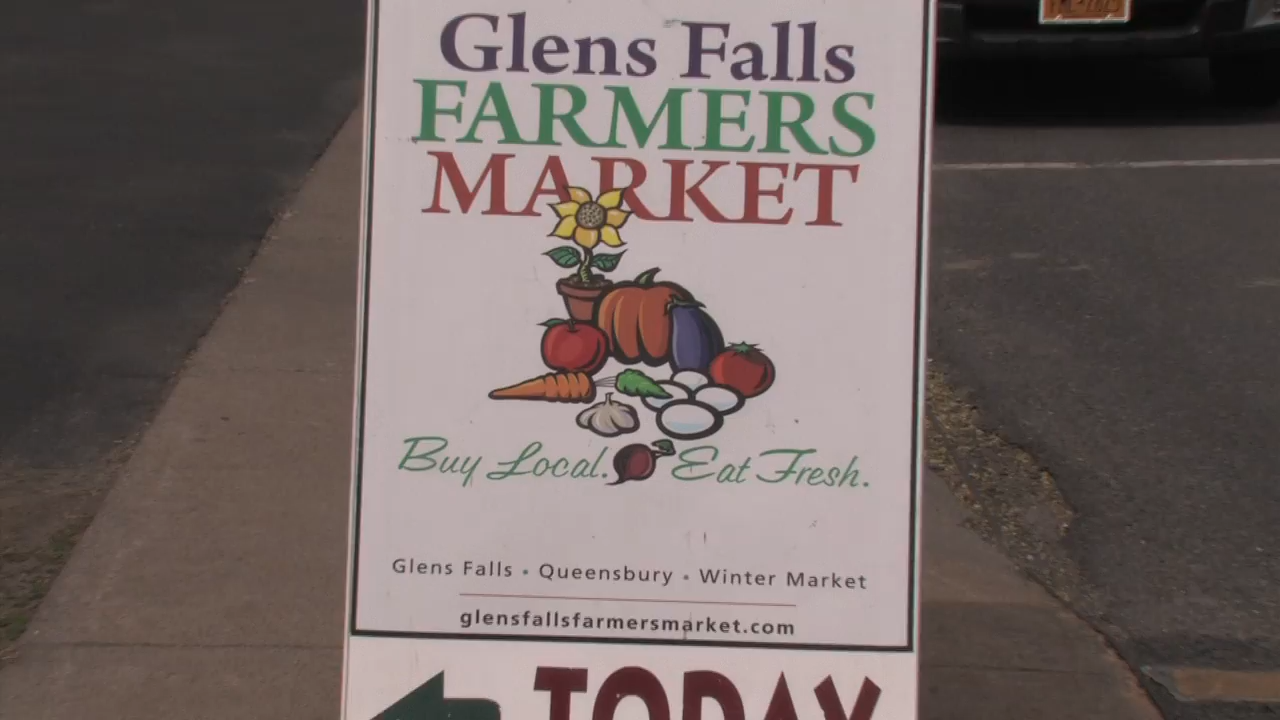 Glens Falls
FARMERS
MARKET
Buy Local. Eat Fresh.
Glens Falls • Queensbury • Winter Market
glensfallsfarmersmarket.com
TODAY